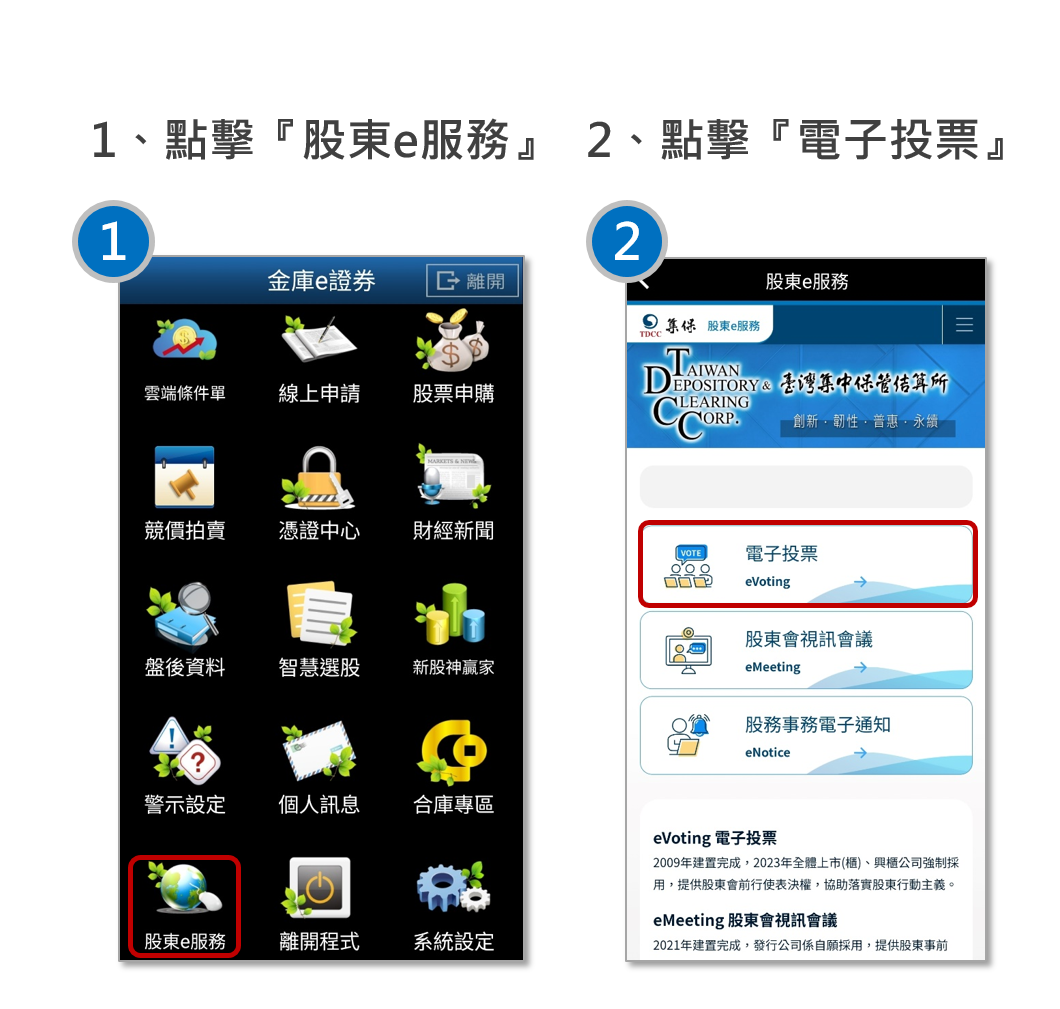 1、點擊『股東e服務』
2、點擊『電子投票』
1
金庫e證券
離開
雲端條件單
線上申請
股票申購
競價拍賣
憑證中心
MARKETS & NEWS
財經新聞
盤後資料
智慧選股
新股神贏家
警示設定
個人訊息
合庫專區
股東e服務
離開程式
系統設定
2
股東e服務
TDCC
集保
股東e服務
TAIWAN
DEPOSITORY &
CLEARING
CORP.
臺灣集中保管結算所
創新．韌性．普惠．永續
VOTE
電子投票
eVoting
股東會視訊會議
eMeeting
股務事務電子通知
eNotice
eVoting 電子投票
2009年建置完成，2023年全體上市(櫃)、興櫃公司強制採
用，提供股東會前行使表決權，協助落實股東行動主義。
eMeeting 股東會視訊會議
2021年建置完成，發行公司係自願採用，提供股東事前